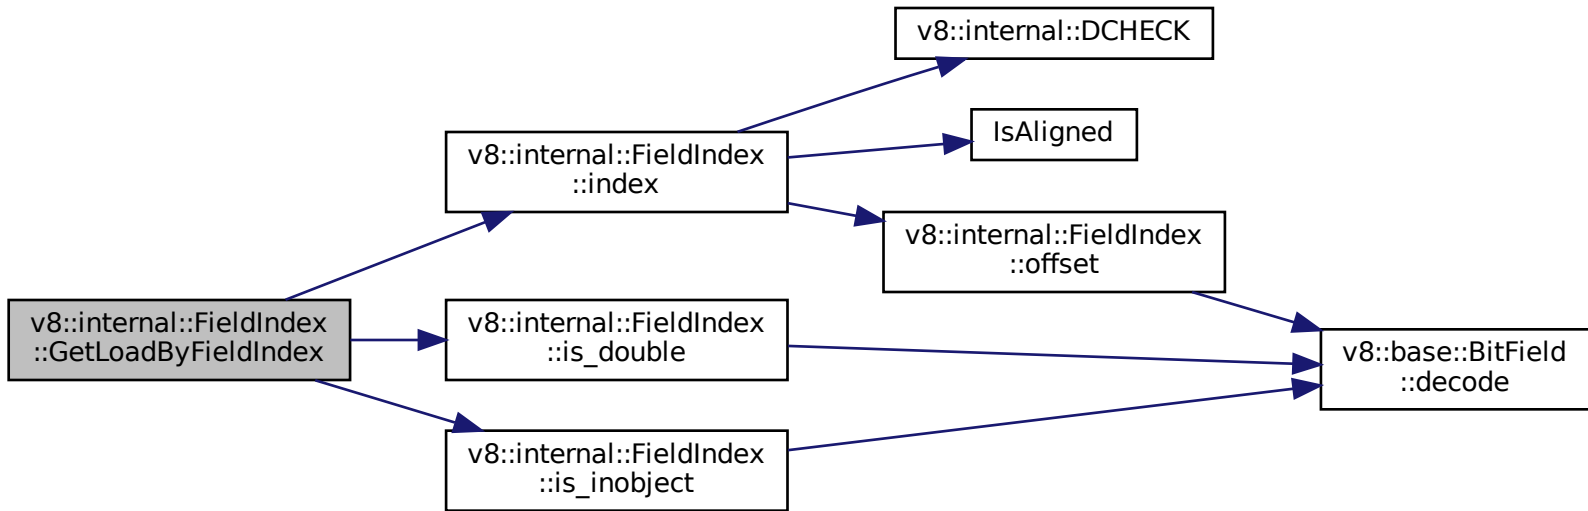 v8::internal::DCHECK
v8::internal::FieldIndex
::index
IsAligned
v8::internal::FieldIndex
::offset
v8::internal::FieldIndex
::GetLoadByFieldIndex
v8::internal::FieldIndex
::is_double
v8::base::BitField
::decode
v8::internal::FieldIndex
::is_inobject